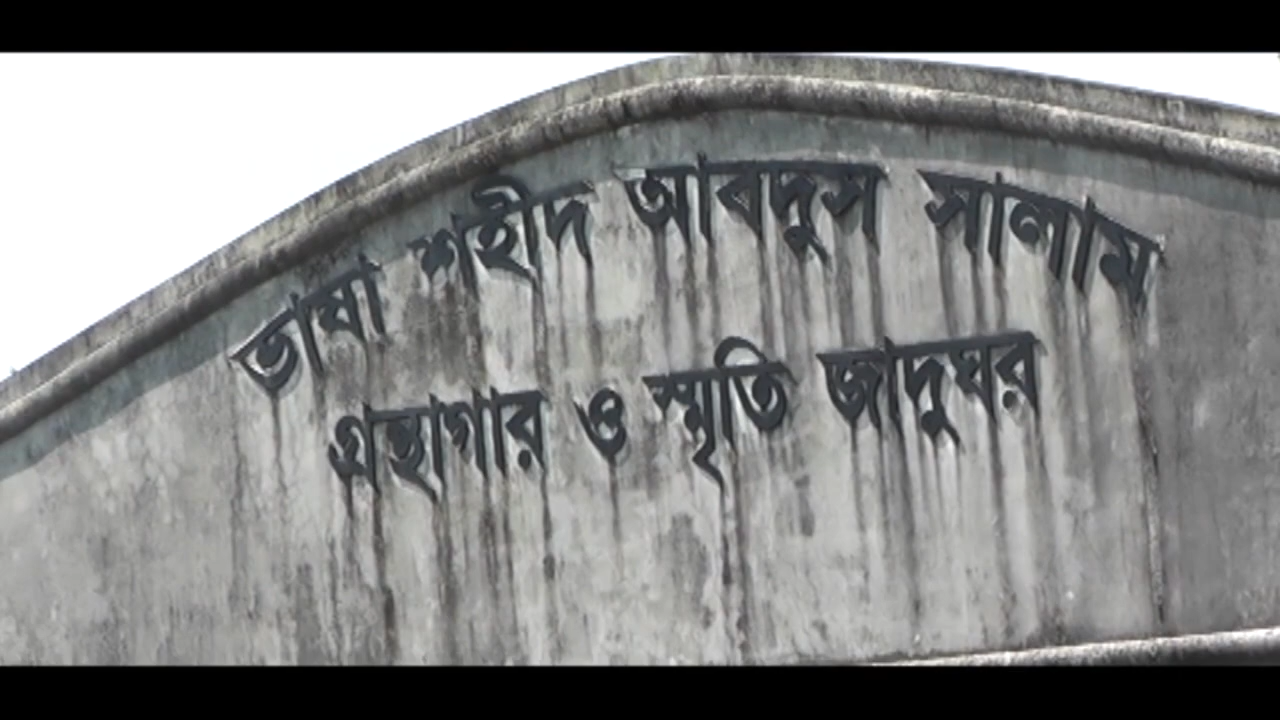 ভাষা শহীদ আবদুস সালাম
গ্রন্থাগার ও স্মৃতি জাদুঘর